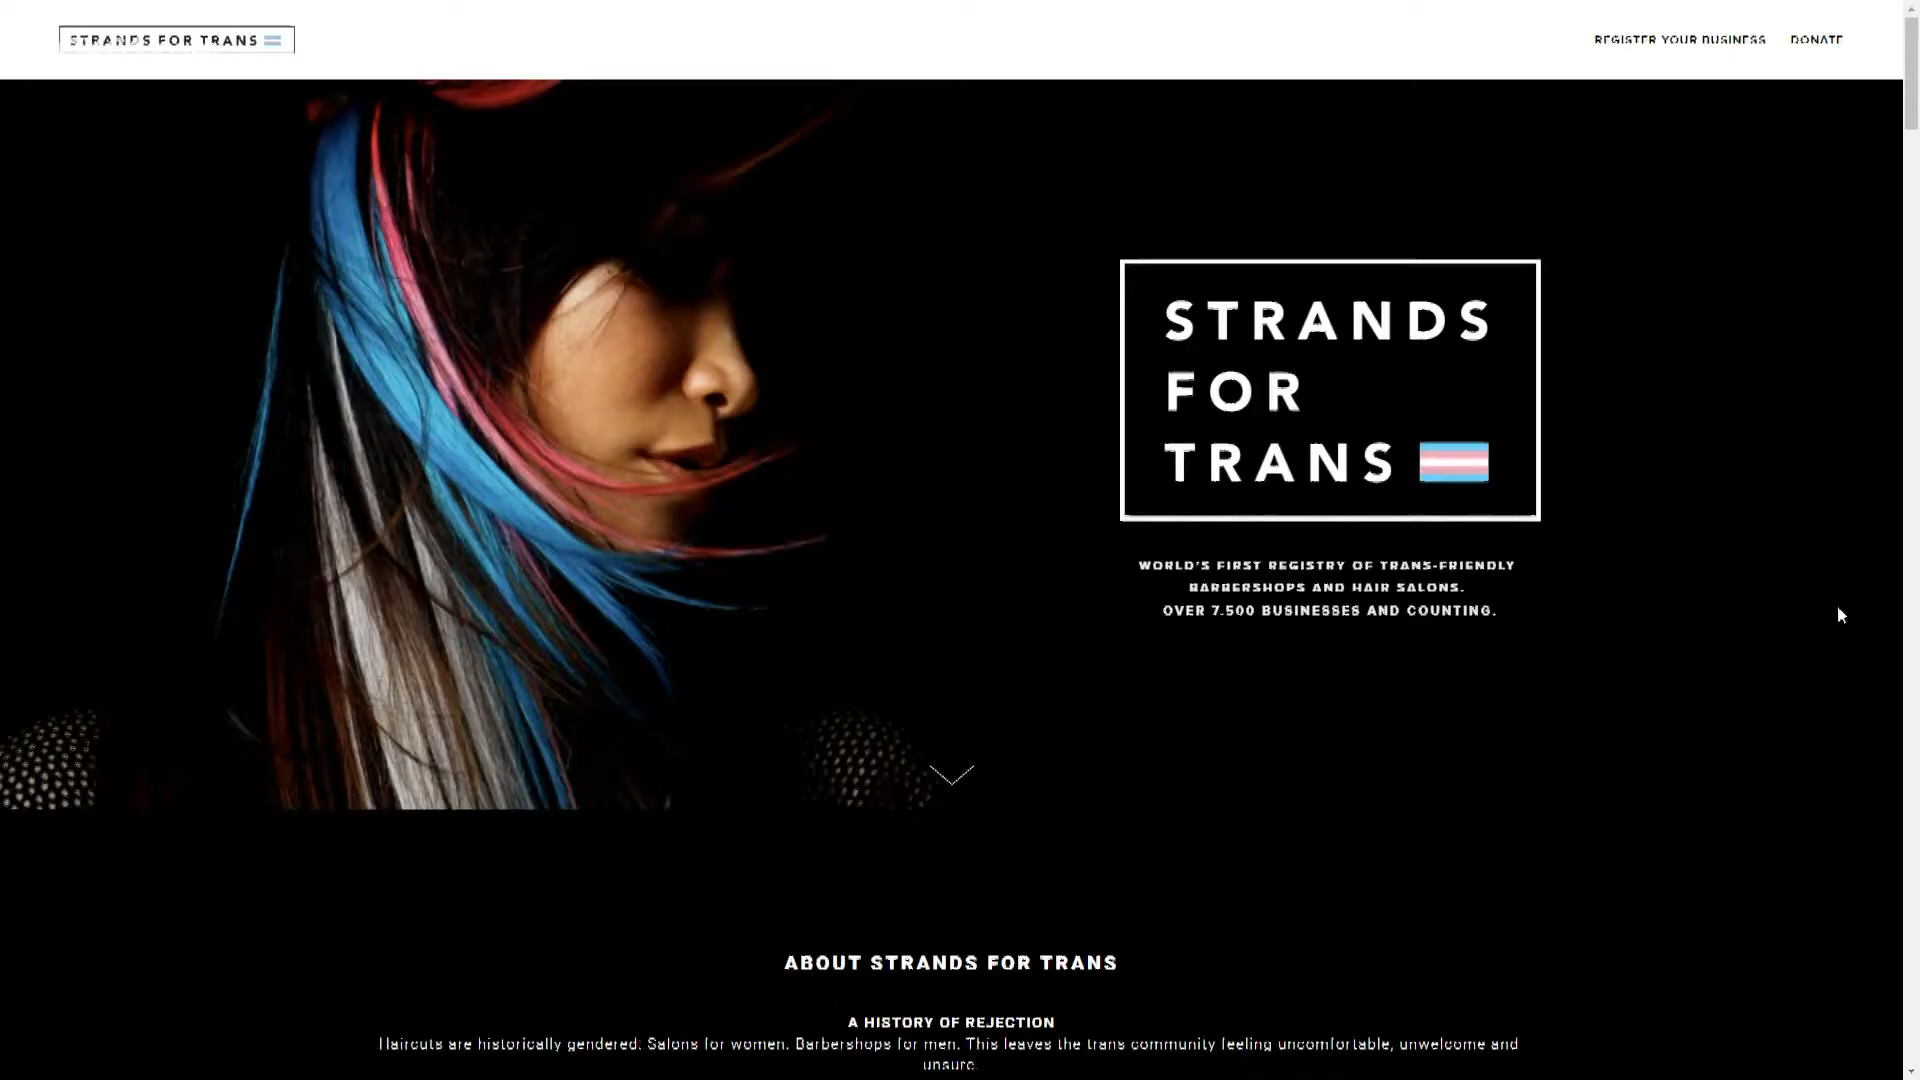 STRANDS FOR TRANS
REGISTER YOUR BUSINESS DONATE
STRANDS
FOR
TRANS
WORLD'S FIRST REGISTRY OF TRANS-FRIENDLY
BARBERSHOPS AND HAIR SALONS.
OVER 7.500 BUSINESSES AND COUNTING.
ABOUT STRANDS FOR TRANS
A HISTORY OF REJECTION
Haircuts are historically gendered: Salons for women. Barbershops for men. This leaves the trans community feeling uncomfortable, unwelcome and
unsure.